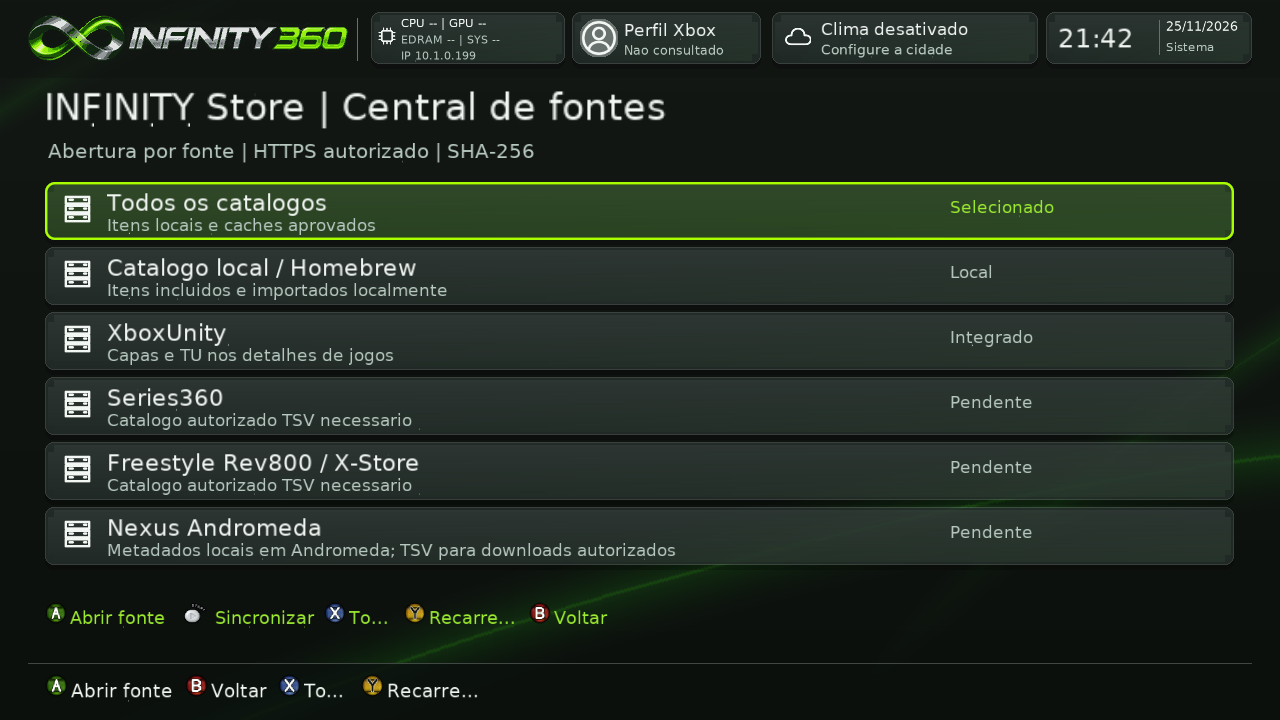 INFINITY 360
CPU -- | GPU --
EDRAM -- | SYS --
IP 10.1.0.199
Perfil Xbox
Nao consultado
Clima desativado
Configure a cidade
21:42
25/11/2026
Sistema
INFINITY Store | Central de fontes
Abertura por fonte | HTTPS autorizado | SHA-256
Todos os catalogos
Selecionado
Itens locais e caches aprovados
Catalogo local / Homebrew
Local
Itens incluidos e importados localmente
XboxUnity
Integrado
Capas e TU nos detalhes de jogos
Series360
Pendente
Catalogo autorizado TSV necessario
Freestyle Rev800 / X-Store
Pendente
Catalogo autorizado TSV necessario
Nexus Andromeda
Pendente
Metadados locais em Andromeda; TSV para downloads autorizados
A Abrir fonte Sincronizar X To... Y Recarre... B Voltar
A Abrir fonte B Voltar X To... Y Recarre...